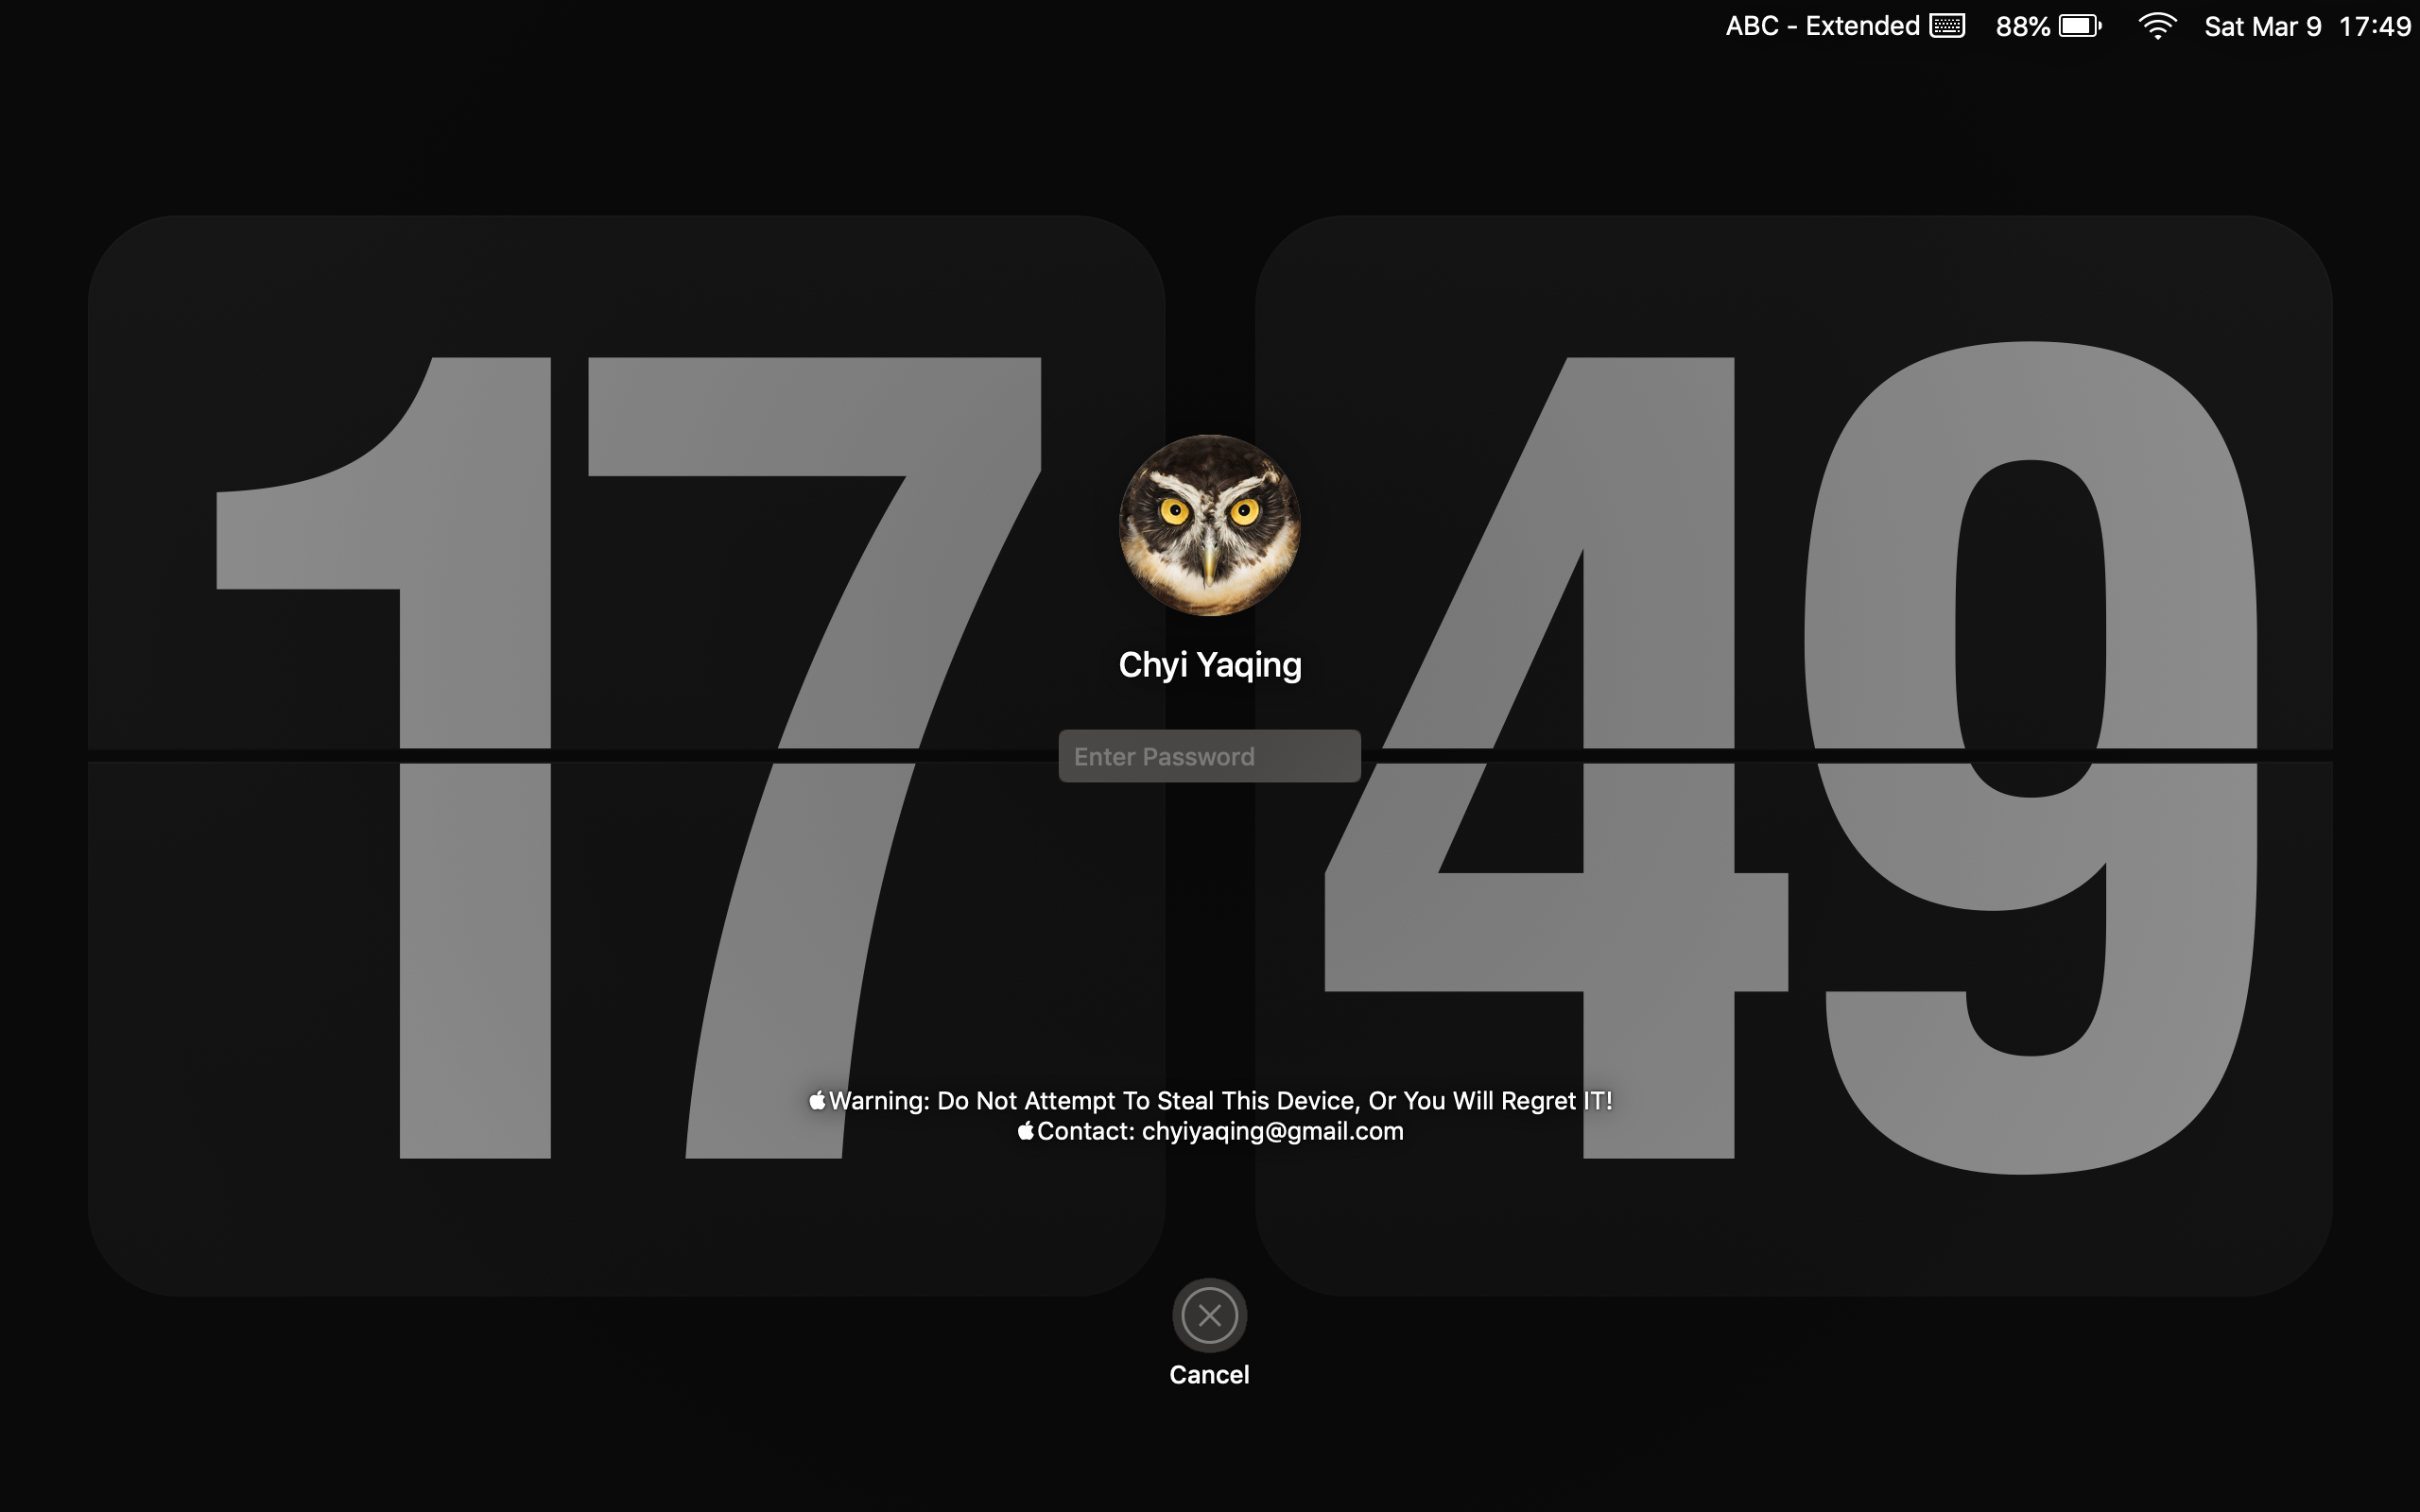 ABC - Extended 88% Sat Mar 9 17:49
17 49
Chyi Yaqing
Enter Password
Warning: Do Not Attempt To Steal This Device, Or You Will Regret IT!
Contact: chyiyaqing@gmail.com
Cancel